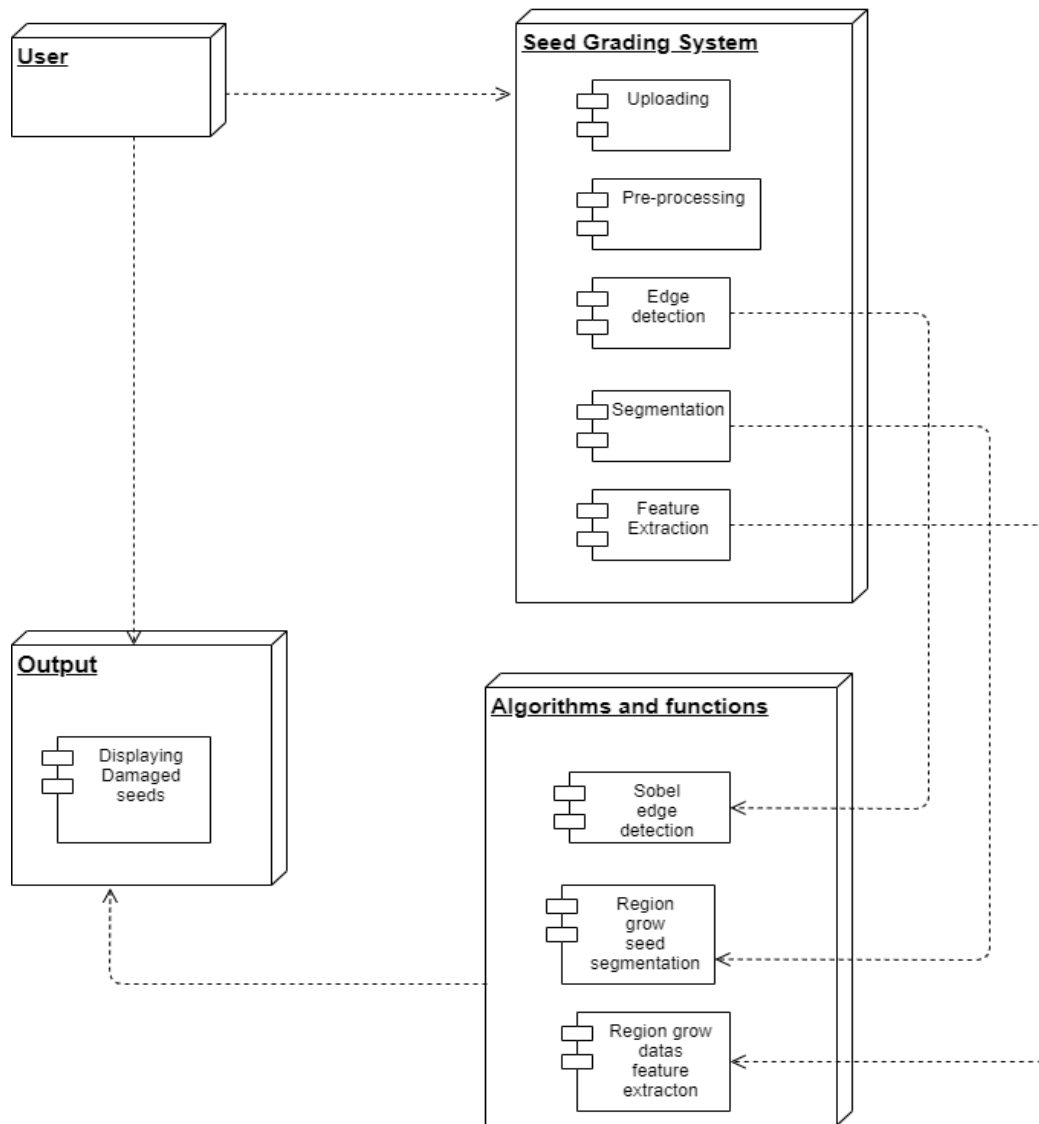 User
Seed Grading System
Uploading
Pre-processing
Edge
detection
Segmentation
Feature
Extraction
Output
Displaying
Damaged
seeds
Algorithms and functions
Sobel
edge
detection
Region
grow
seed
segmentation
Region grow
datas
feature
extracton